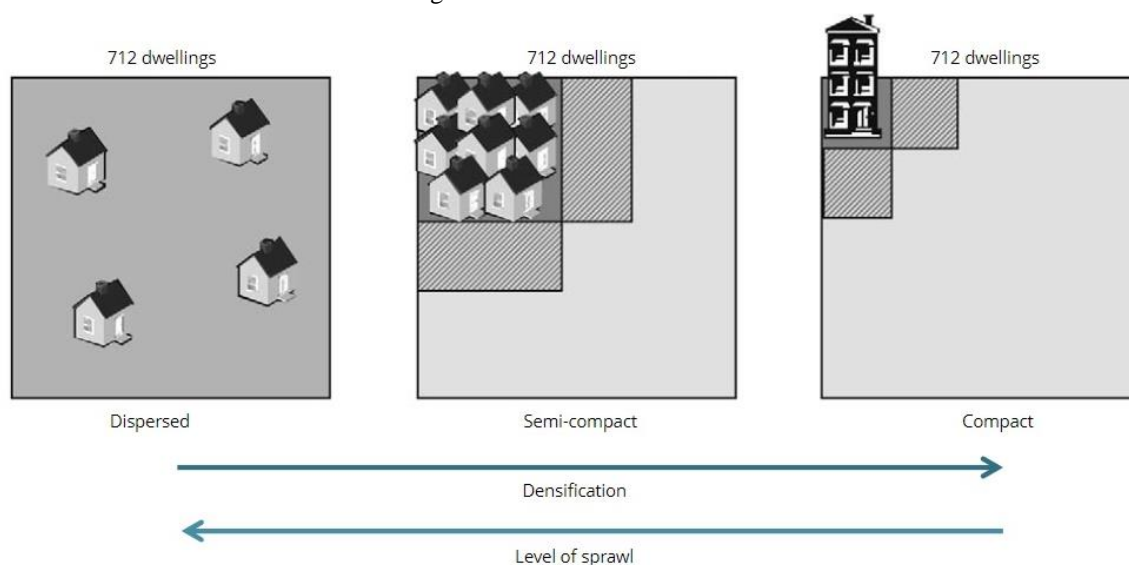 712 dwellings
712 dwellings
712 dwellings
Dispersed
Semi-compact
Compact
Densification
Level of sprawl